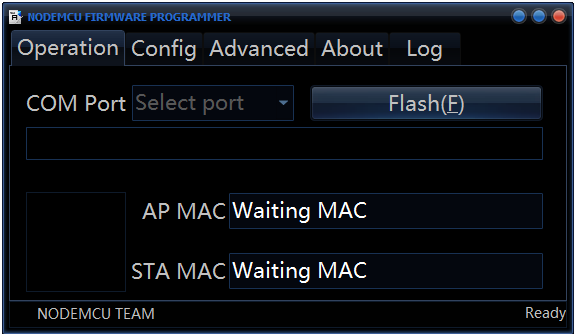 NODEMCU FIRMWARE PROGRAMMER
Operation Config Advanced About Log
COM Port Select port Flash(F)
AP MAC Waiting MAC
STA MAC Waiting MAC
NODEMCU TEAM Ready